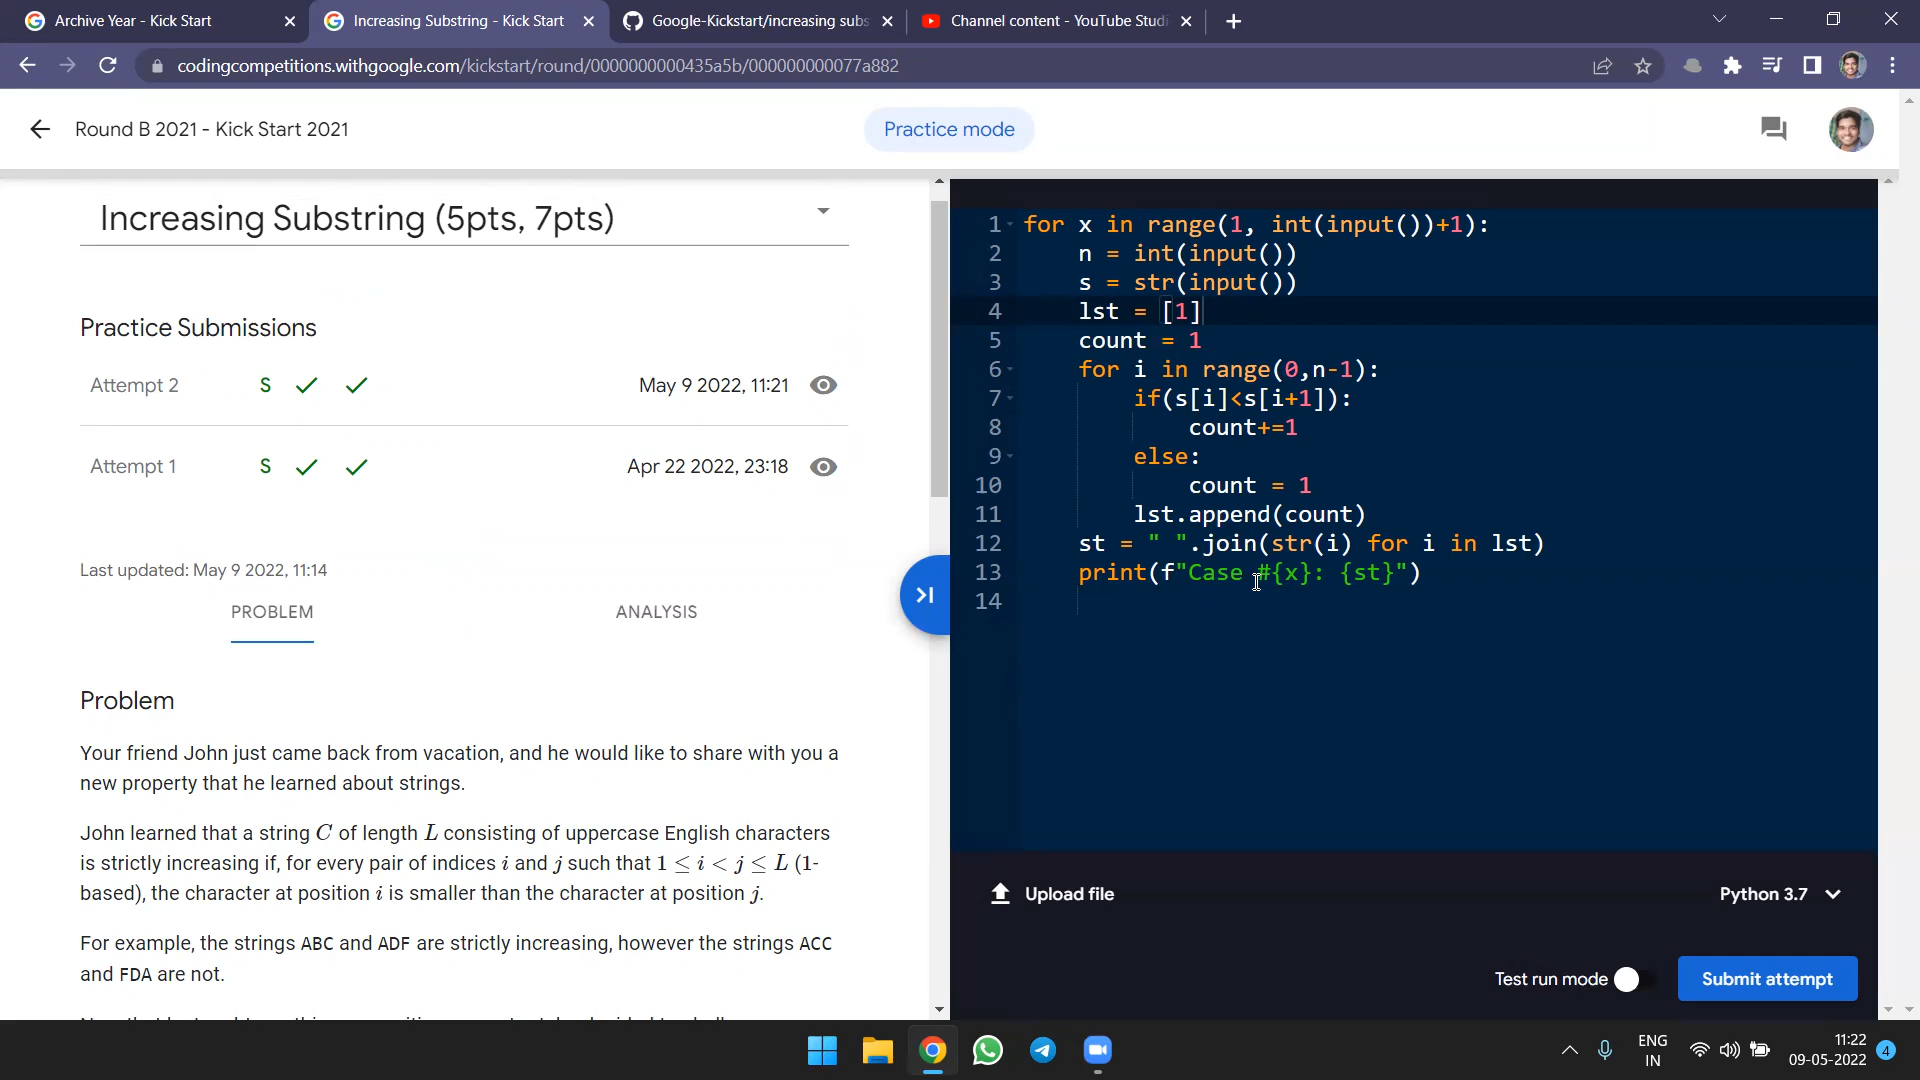 Archive Year - Kick Start
Increasing Substring - Kick Start
Google-Kickstart/increasing subs
Channel content - YouTube Studi
codingcompetitions.withgoogle.com/kickstart/round/0000000000435a5b/000000000077a882
Round B 2021 - Kick Start 2021
Practice mode
Increasing Substring (5pts, 7pts)
Practice Submissions
Attempt 2 S May 9 2022, 11:21
Attempt 1 S Apr 22 2022, 23:18
Last updated: May 9 2022, 11:14
PROBLEM ANALYSIS
Problem
Your friend John just came back from vacation, and he would like to share with you a
new property that he learned about strings.
John learned that a string C of length L consisting of uppercase English characters
is strictly increasing if, for every pair of indices i and j such that 1 ≤ i < j ≤ L (1-
based), the character at position i is smaller than the character at position j.
For example, the strings ABC and ADF are strictly increasing, however the strings ACC
and FDA are not.
1 for x in range(1, int(input())+1):
2 n = int(input())
3 s = str(input())
4 lst = [1]
5 count = 1
6 for i in range(0,n-1):
7 if(s[i]<s[i+1]):
8 count+=1
9 else:
10 count = 1
11 lst.append(count)
12 st = " ".join(str(i) for i in lst)
13 print(f"Case #{x}: {st}")
14
Upload file
Python 3.7
Test run mode
Submit attempt
ENG
IN
11:22
09-05-2022
4